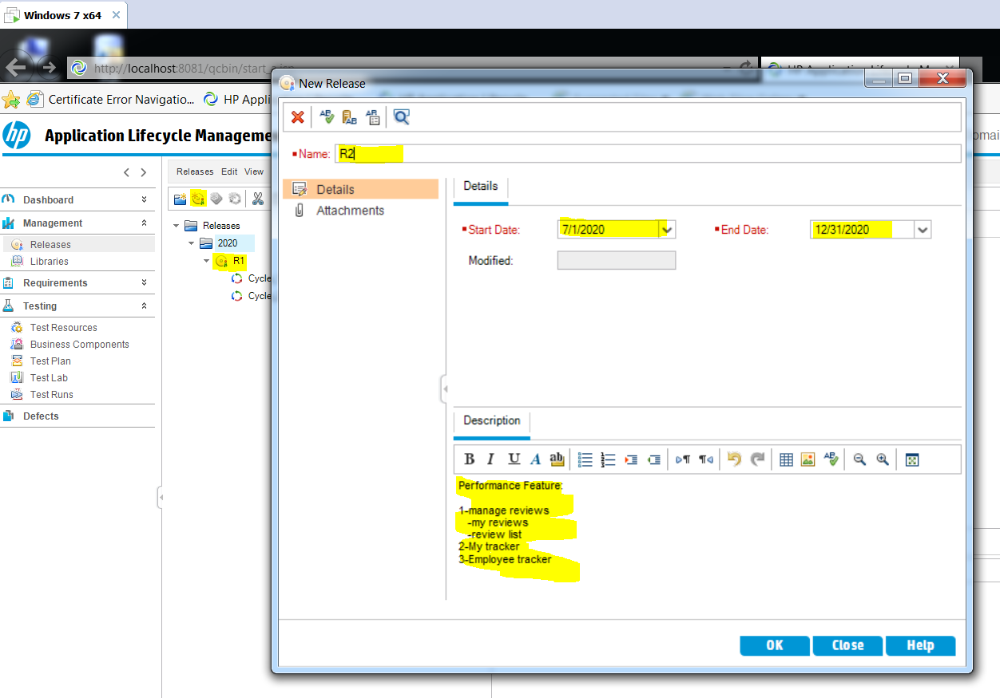 Windows 7 x64
http://localhost:8081/qcbin/start_
Certificate Error Navigatio...
HP Appli
hp
Application Lifecycle Manageme
Releases Edit View
Dashboard
Management
Releases
Libraries
Requirements
Testing
Test Resources
Business Components
Test Plan
Test Lab
Test Runs
Defects
Releases
2020
R1
Cycle
Cycle
New Release
Name: R2
Details
Attachments
Details
Start Date: 7/1/2020
End Date: 12/31/2020
Modified:
Description
B I U A ab
Performance Feature:
1-manage reviews
-my reviews
-review list
2-My tracker
3-Employee tracker
OK Close Help